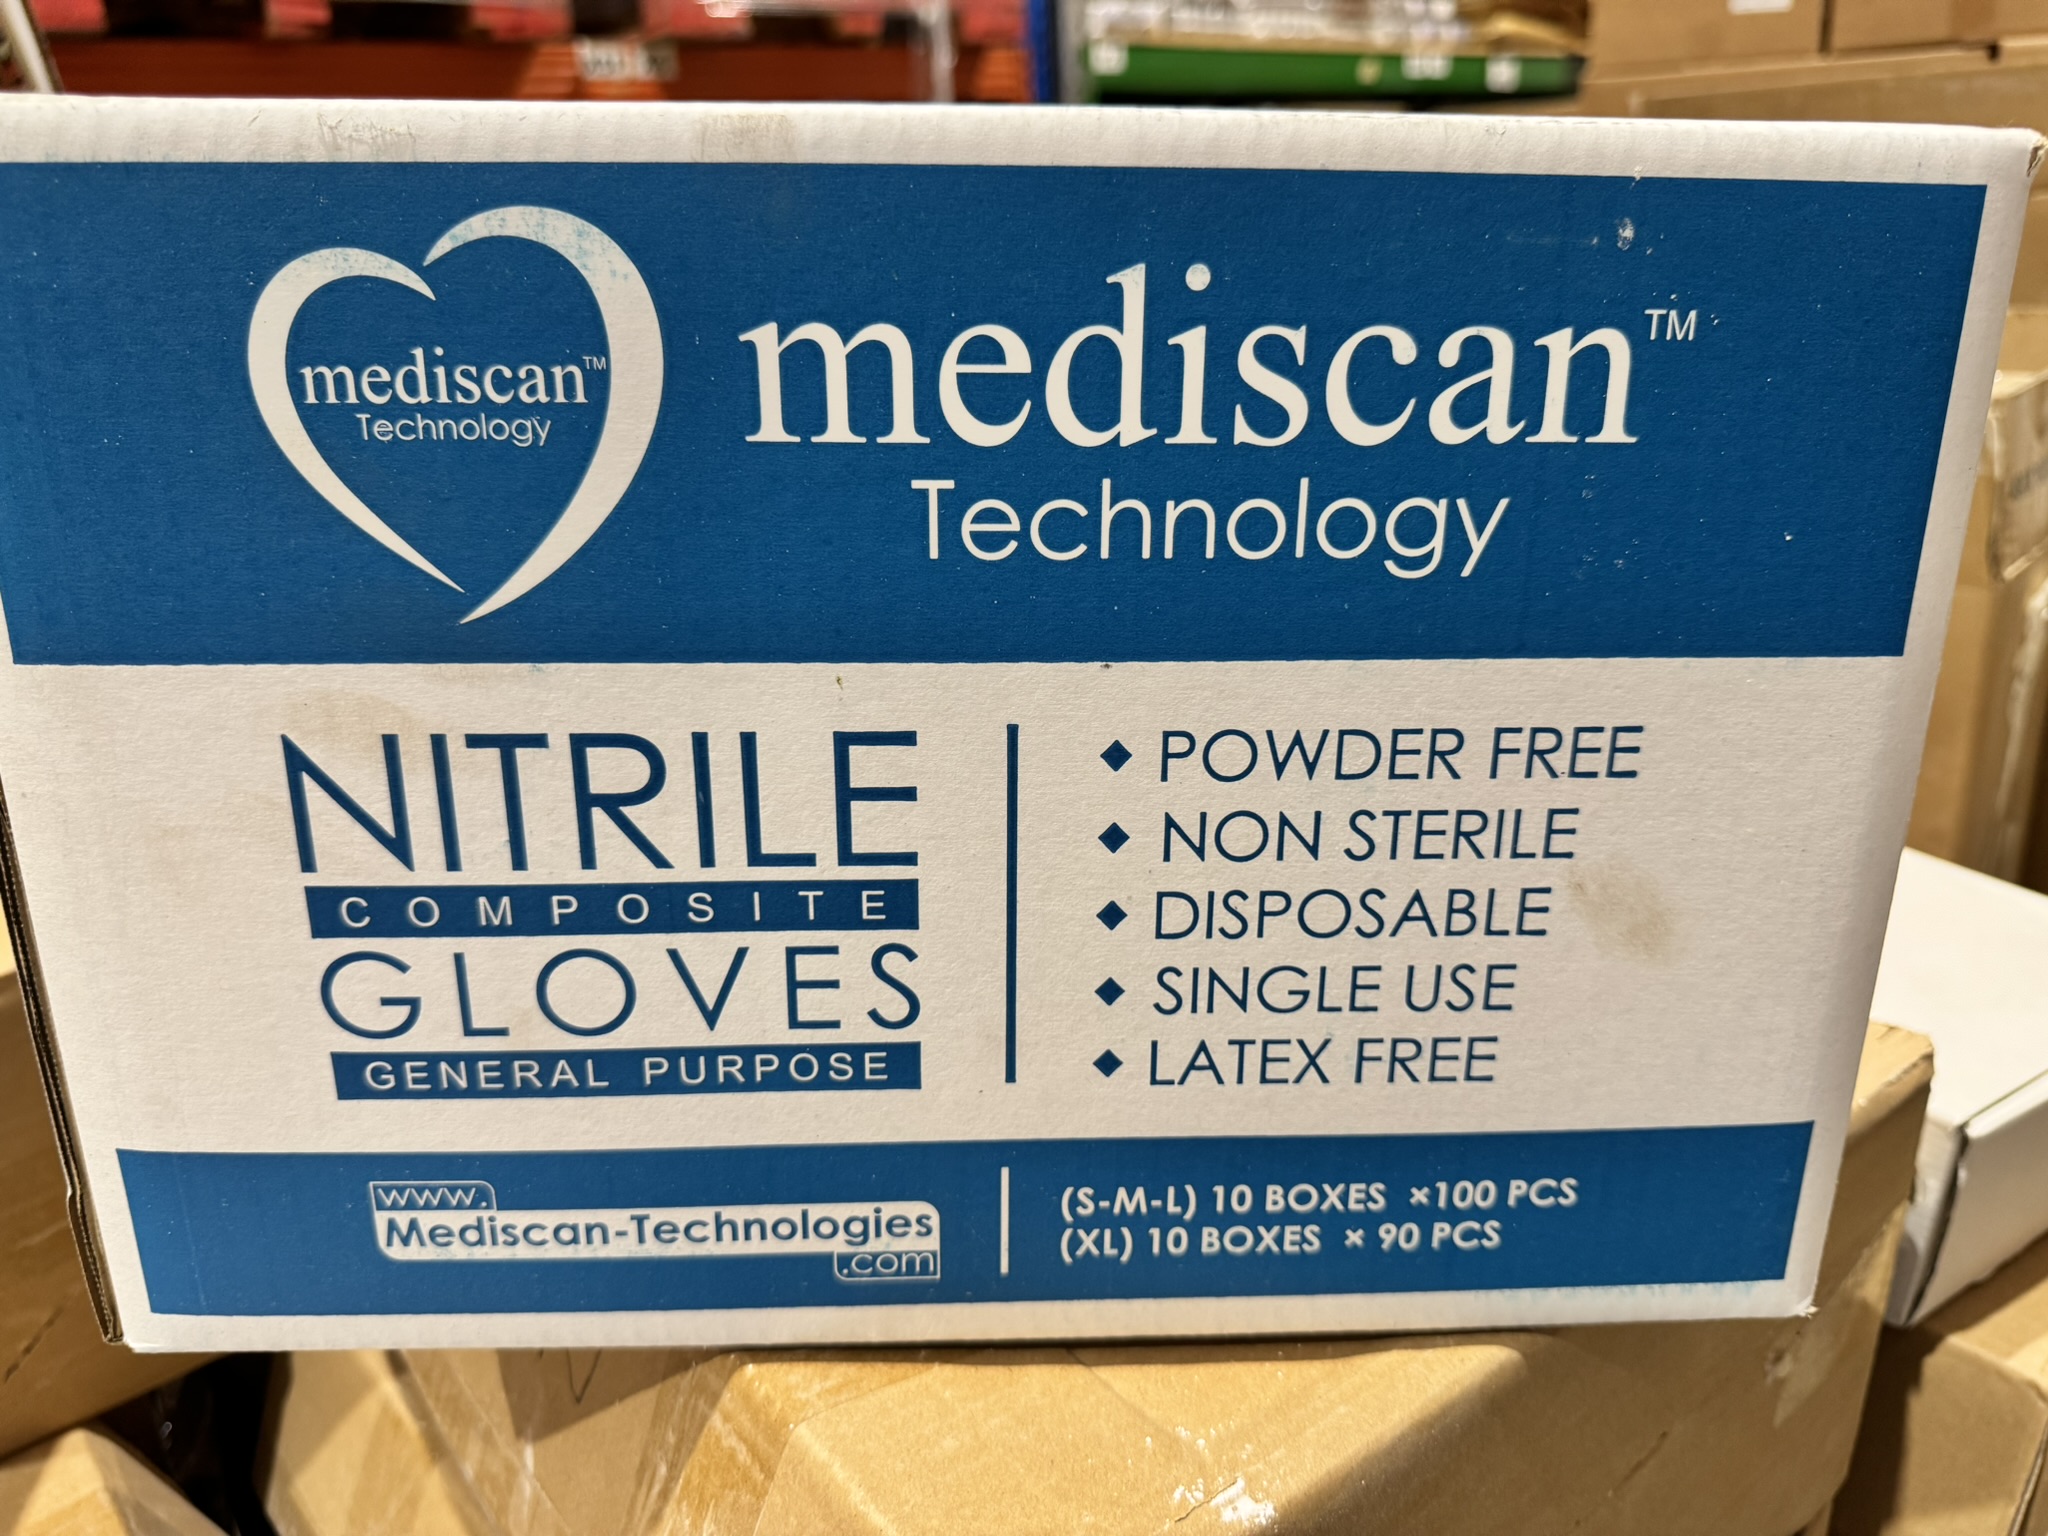 mediscan™
Technology
mediscan™
Technology
NITRILE
COMPOSITE
GLOVES
GENERAL PURPOSE
◆ POWDER FREE
◆ NON STERILE
◆ DISPOSABLE
◆ SINGLE USE
◆ LATEX FREE
www.
Mediscan-Technologies
.com
(S-M-L) 10 BOXES ×100 PCS
(XL) 10 BOXES × 90 PCS